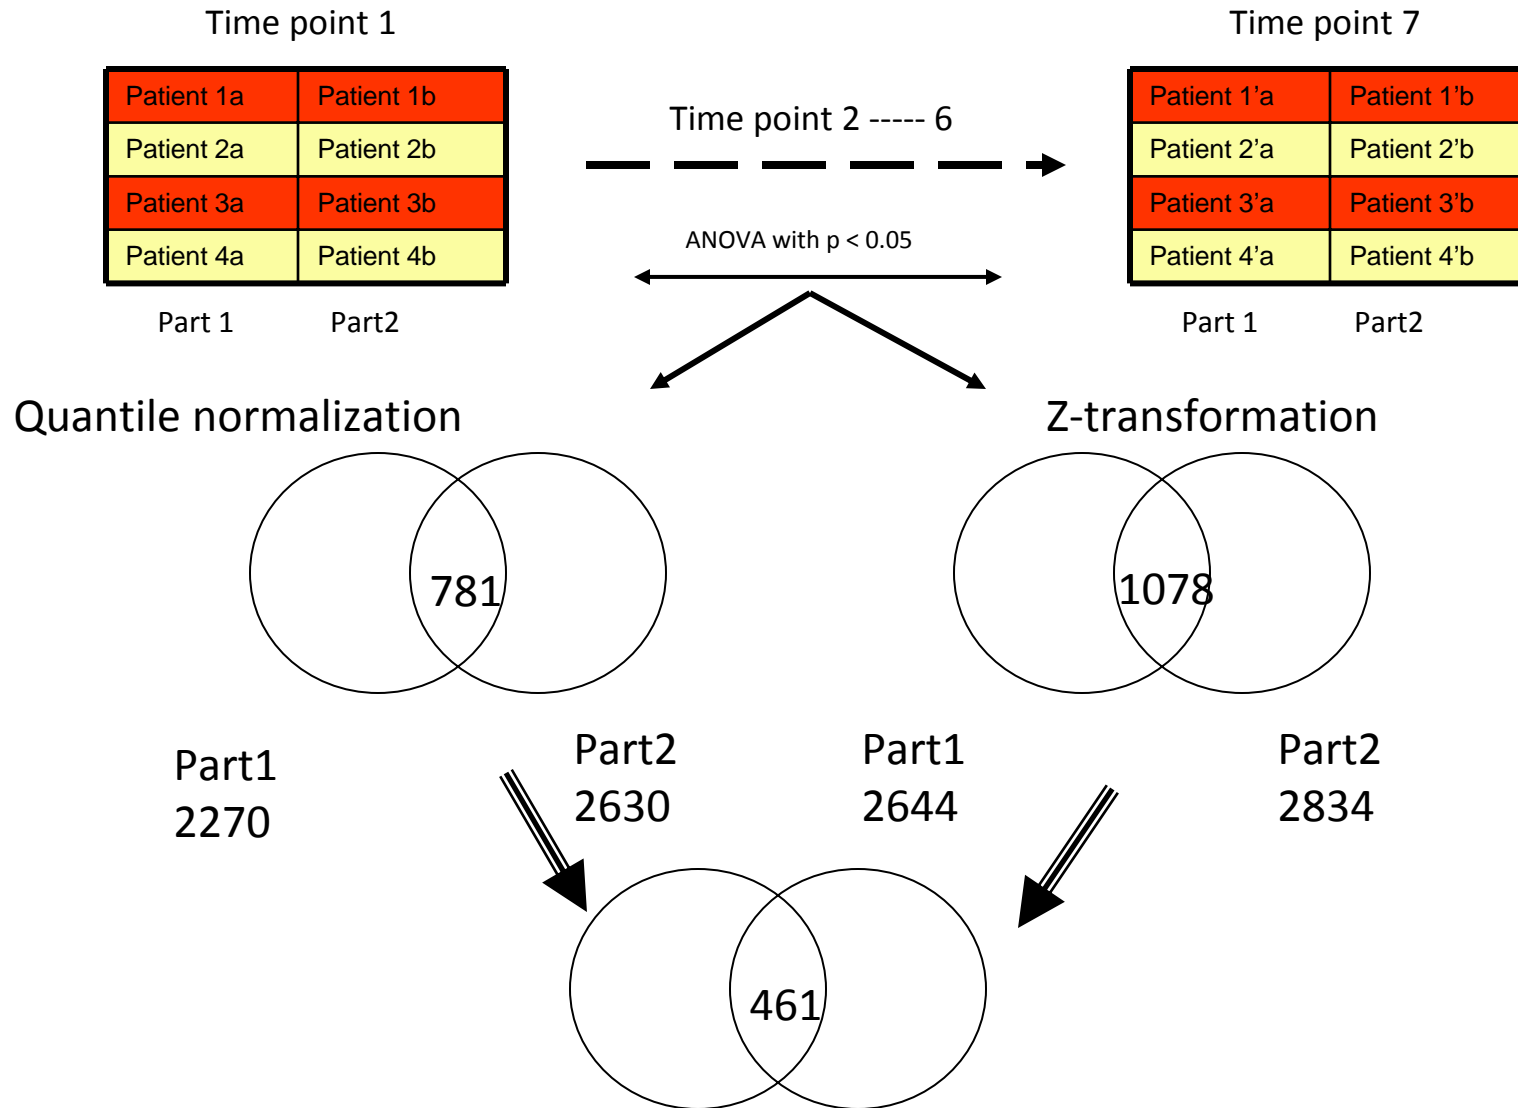 Time point 1
Time point 7
Patient 1a Patient 1b
Patient 2a Patient 2b
Patient 3a Patient 3b
Patient 4a Patient 4b
Part 1 Part2
Time point 2 ----- 6
ANOVA with p < 0.05
Patient 1’a Patient 1’b
Patient 2’a Patient 2’b
Patient 3’a Patient 3’b
Patient 4’a Patient 4’b
Part 1 Part2
Quantile normalization
Z-transformation
781
1078
Part1
2270
Part2
2630
Part1
2644
Part2
2834
461